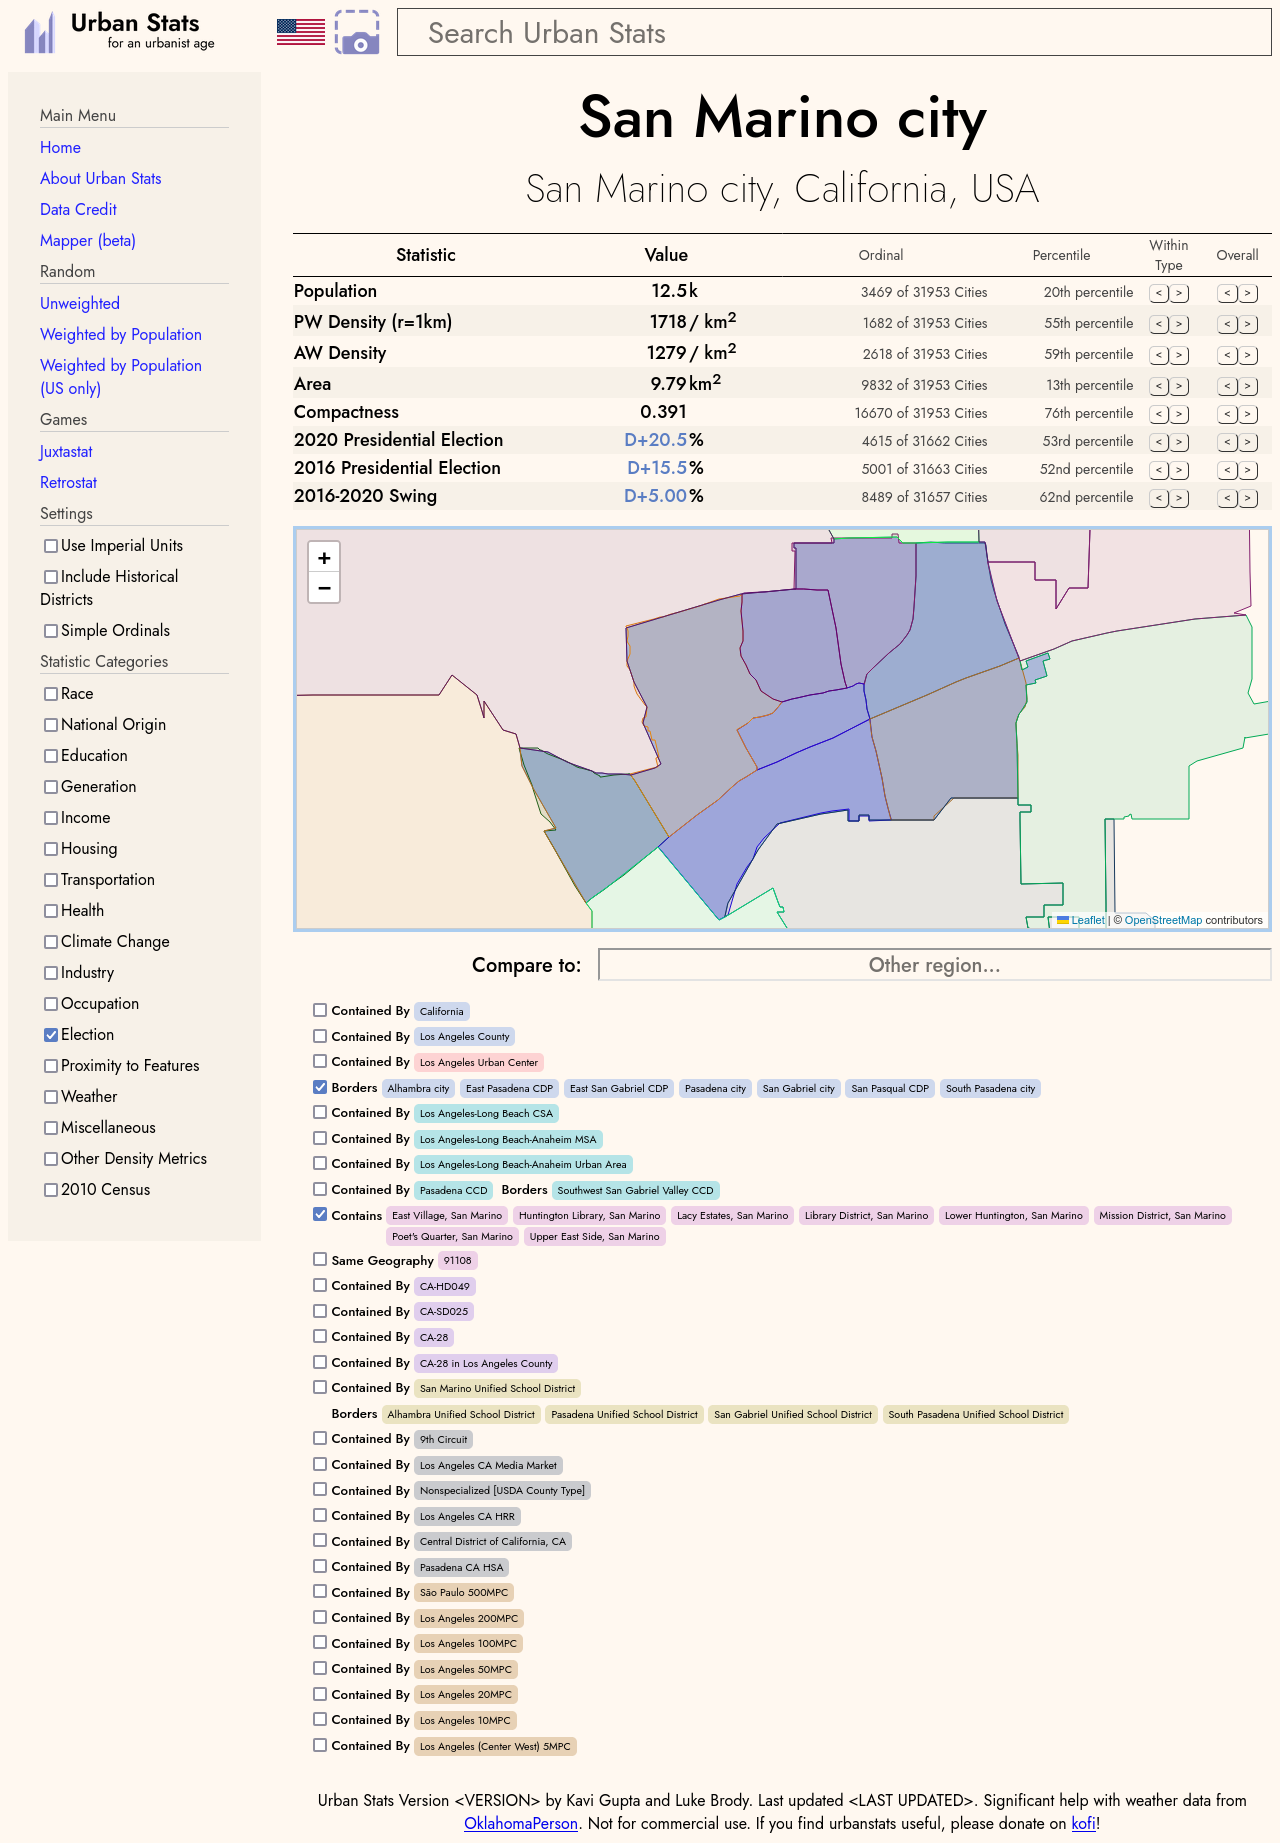 Urban Stats
for an urbanist age
Search Urban Stats
Main Menu
Home
About Urban Stats
Data Credit
Mapper (beta)
Random
Unweighted
Weighted by Population
Weighted by Population
(US only)
Games
Juxtastat
Retrostat
Settings
Use Imperial Units
Include Historical
Districts
Simple Ordinals
Statistic Categories
Race
National Origin
Education
Generation
Income
Housing
Transportation
Health
Climate Change
Industry
Occupation
Election
Proximity to Features
Weather
Miscellaneous
Other Density Metrics
2010 Census
San Marino city
San Marino city, California, USA
Statistic Value Ordinal Percentile Within Type Overall
Population 12.5k 3469 of 31953 Cities 20th percentile < > < >
PW Density (r=1km) 1718 / km² 1682 of 31953 Cities 55th percentile < > < >
AW Density 1279 / km² 2618 of 31953 Cities 59th percentile < > < >
Area 9.79 km² 9832 of 31953 Cities 13th percentile < > < >
Compactness 0.391 16670 of 31953 Cities 76th percentile < > < >
2020 Presidential Election D+20.5% 4615 of 31662 Cities 53rd percentile < > < >
2016 Presidential Election D+15.5% 5001 of 31663 Cities 52nd percentile < > < >
2016-2020 Swing D+5.00% 8489 of 31657 Cities 62nd percentile < > < >
+
−
Leaflet | © OpenStreetMap contributors
Compare to: Other region...
Contained By California
Contained By Los Angeles County
Contained By Los Angeles Urban Center
Borders Alhambra city East Pasadena CDP East San Gabriel CDP Pasadena city San Gabriel city San Pasqual CDP South Pasadena city
Contained By Los Angeles-Long Beach CSA
Contained By Los Angeles-Long Beach-Anaheim MSA
Contained By Los Angeles-Long Beach-Anaheim Urban Area
Contained By Pasadena CCD Borders Southwest San Gabriel Valley CCD
Contains East Village, San Marino Huntington Library, San Marino Lacy Estates, San Marino Library District, San Marino Lower Huntington, San Marino Mission District, San Marino
Poet's Quarter, San Marino Upper East Side, San Marino
Same Geography 91108
Contained By CA-HD049
Contained By CA-SD025
Contained By CA-28
Contained By CA-28 in Los Angeles County
Contained By San Marino Unified School District
Borders Alhambra Unified School District Pasadena Unified School District San Gabriel Unified School District South Pasadena Unified School District
Contained By 9th Circuit
Contained By Los Angeles CA Media Market
Contained By Nonspecialized [USDA County Type]
Contained By Los Angeles CA HRR
Contained By Central District of California, CA
Contained By Pasadena CA HSA
Contained By São Paulo 500MPC
Contained By Los Angeles 200MPC
Contained By Los Angeles 100MPC
Contained By Los Angeles 50MPC
Contained By Los Angeles 20MPC
Contained By Los Angeles 10MPC
Contained By Los Angeles (Center West) 5MPC
Urban Stats Version <VERSION> by Kavi Gupta and Luke Brody. Last updated <LAST UPDATED>. Significant help with weather data from
OklahomaPerson. Not for commercial use. If you find urbanstats useful, please donate on kofi!